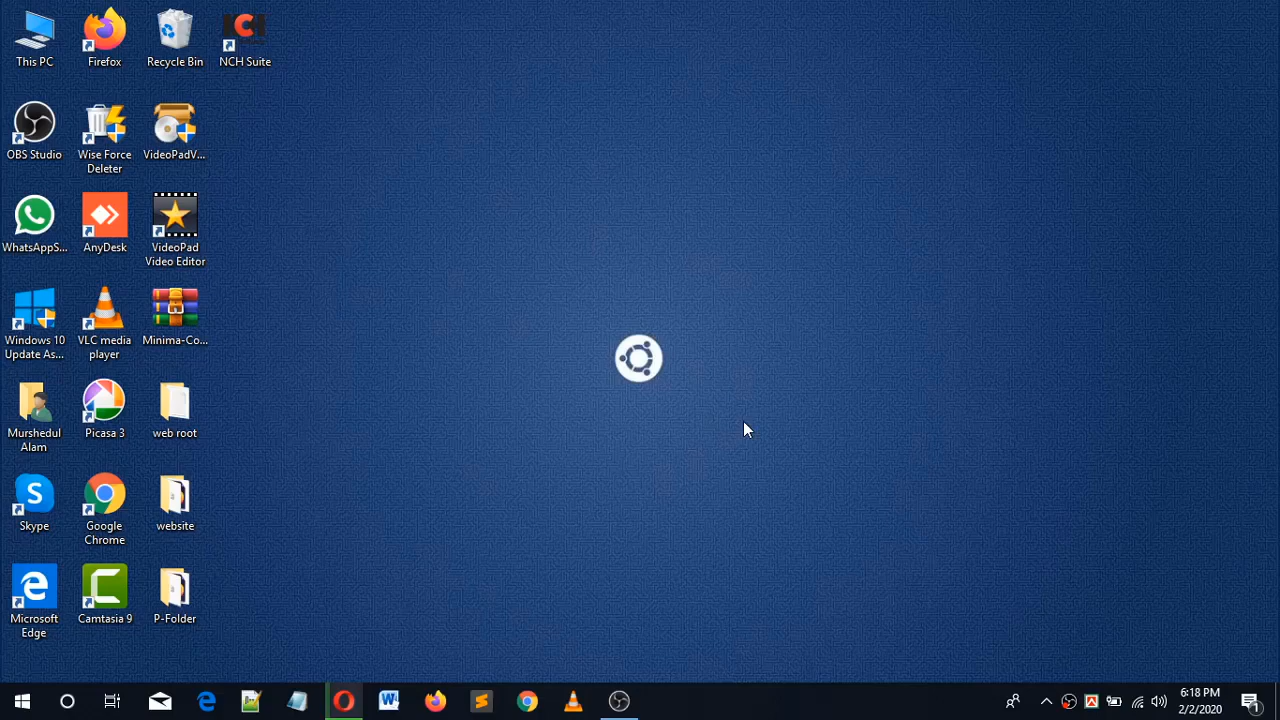 This PC
Firefox
Recycle Bin
NCH Suite
OBS Studio
Wise Force
Deleter
VideoPadV...
WhatsAppS...
AnyDesk
VideoPad
Video Editor
Windows 10
Update As...
VLC media
player
Minima-Co...
Murshedul
Alam
Picasa 3
web root
Skype
Google
Chrome
website
Microsoft
Edge
Camtasia 9
P-Folder
6:18 PM
2/2/2020